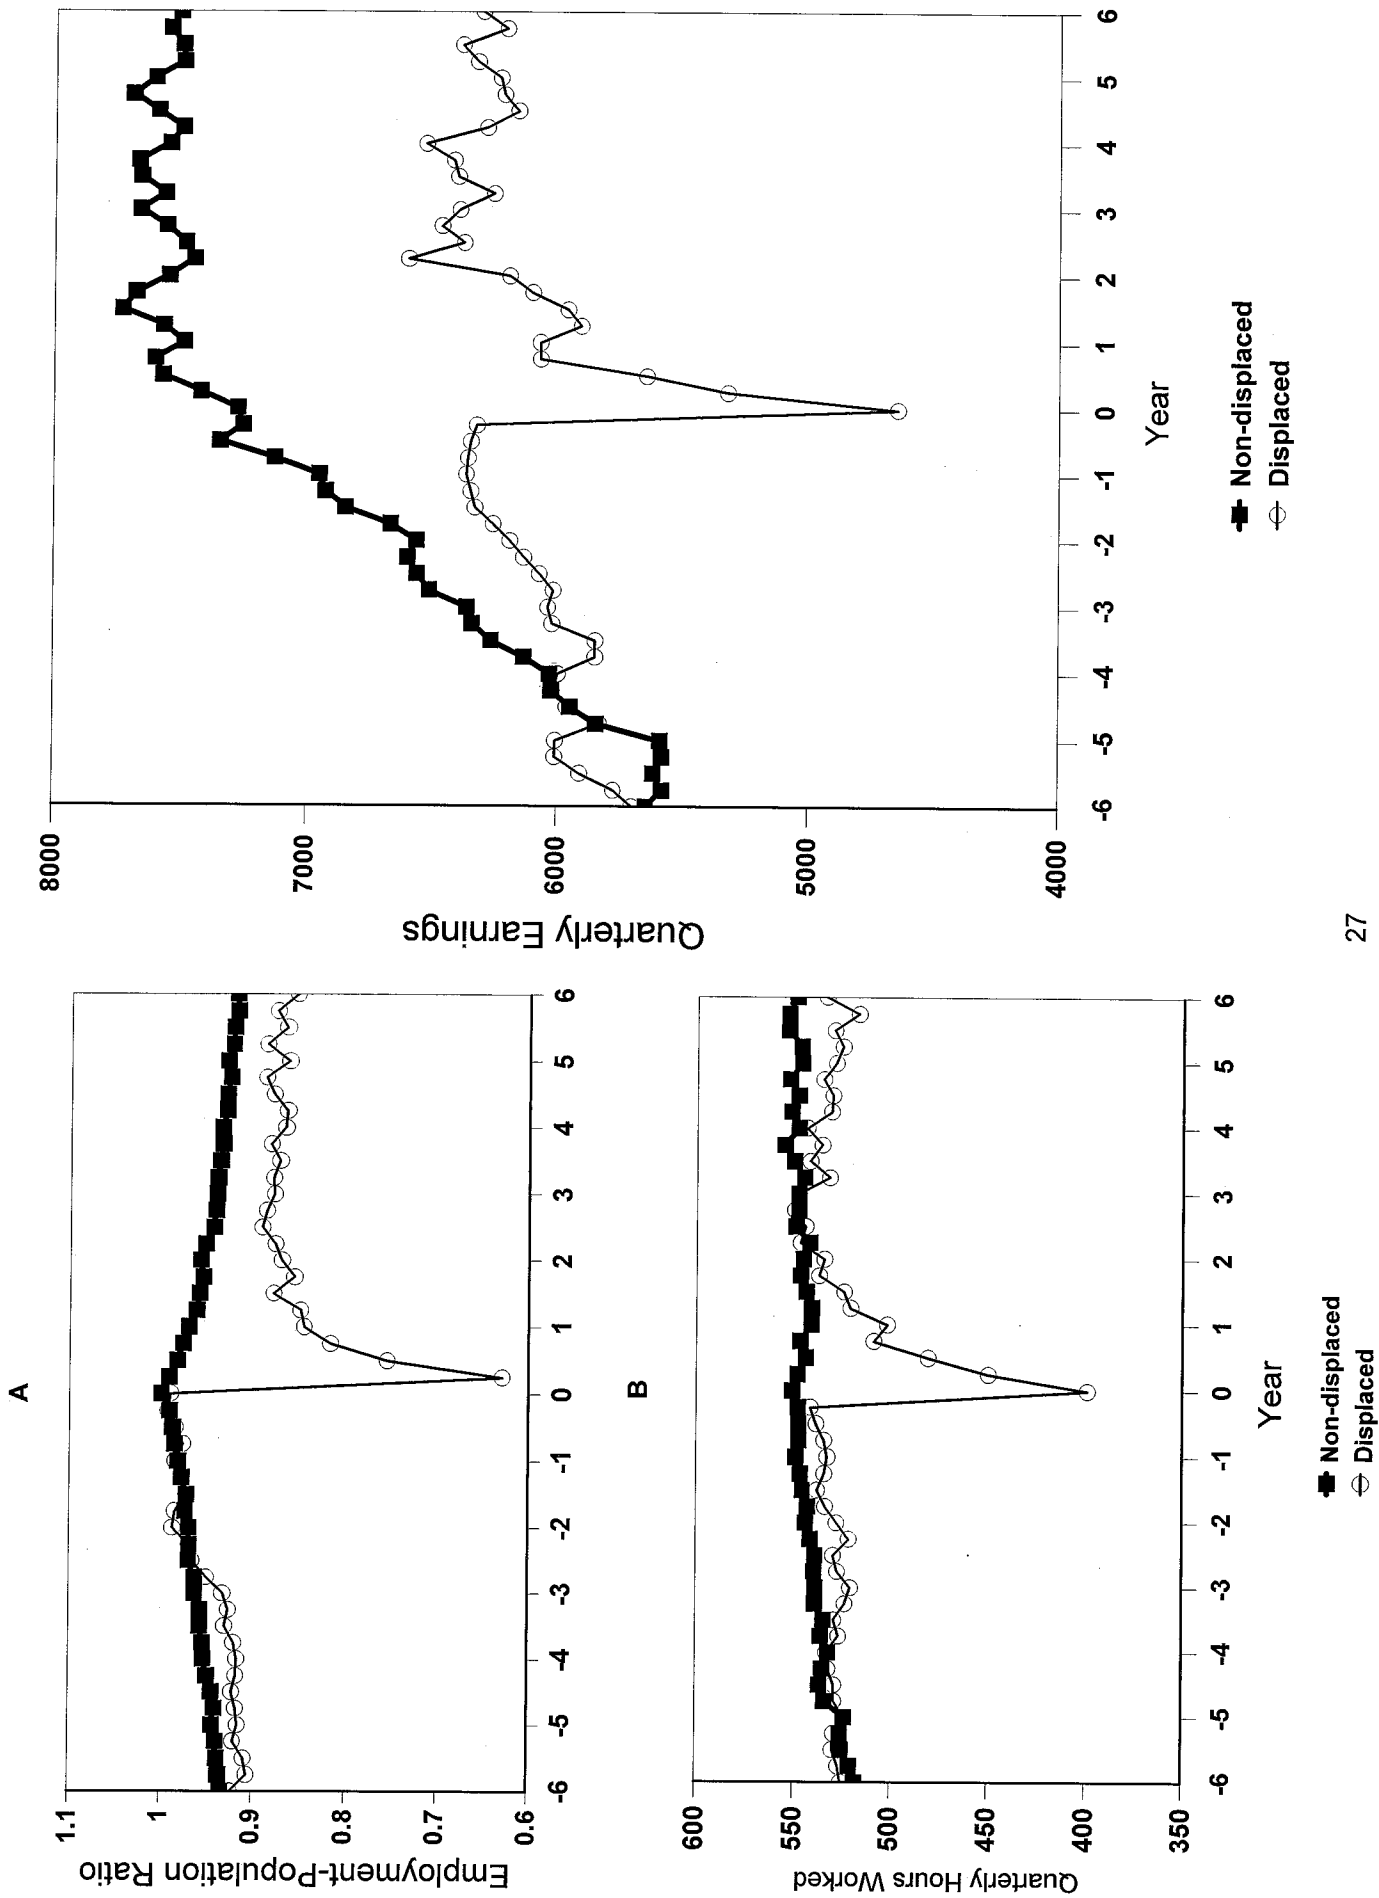 A
Employment-Population Ratio
1.1
1
0.9
0.8
0.7
0.6
-6 -5 -4 -3 -2 -1 0 1 2 3 4 5 6
B
Quarterly Hours Worked
600
550
500
450
400
350
-6 -5 -4 -3 -2 -1 0 1 2 3 4 5 6
Year
Non-displaced
Displaced
Quarterly Earnings
8000
7000
6000
5000
4000
-6 -5 -4 -3 -2 -1 0 1 2 3 4 5 6
Year
Non-displaced
Displaced
27